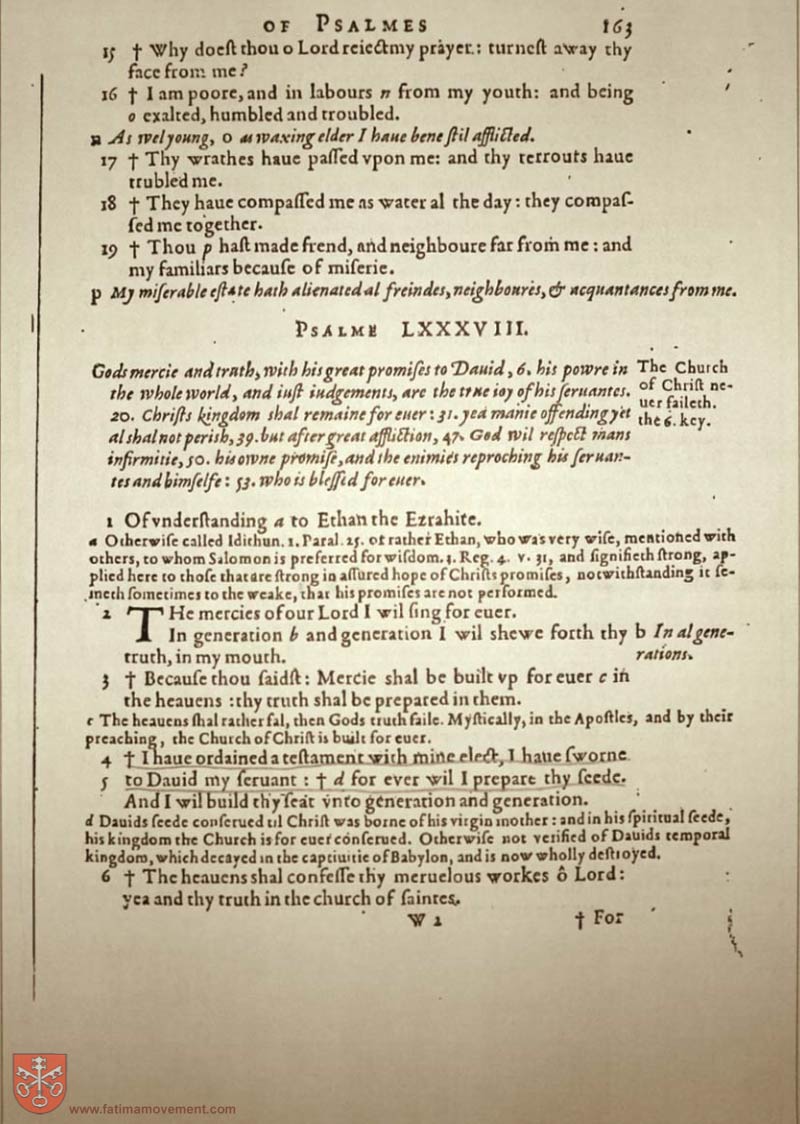 OF PSALMES 163
15 † Why doeſt thou o Lord reiect my prayer: turneſt away thy
face from me?
16 † I am poore, and in labours n from my youth: and being
o exalted, humbled and troubled.
n As wel young, o as waxing elder I haue bene ſtil afflicted.
17 † Thy wrathes haue paſſed vpon me: and thy terrours haue
trubled me.
18 † They haue compaſſed me as water al the day: they compaſ-
ſed me together.
19 † Thou p haſt made frend, and neighboure far from me: and
my familiars becauſe of miſerie.
p My miſerable eſtate hath alienated al freindes, neighboures, & acquantances from me.
PSALME LXXXVIII.
Gods mercie and truth, with his great promiſes to Dauid, 6. his powre in
the whole world, and iuſt iudgements, are the true ioy of his ſeruantes.
20. Chriſts kingdom shal remaine for euer: 31. yea manie offending yet
al shal not perish, 39. but after great affliction, 47. God wil reſpect mans
infirmitie, 50. his owne promiſe, and the enimies reproching his ſeruan-
tes and himſelfe: 53. who is bleſſed for euer.
The Church
of Chriſt ne-
uer faileth.
the 6. key.
1 Of vnderſtanding a to Ethan the Ezrahite.
a Otherwiſe called Idithun. 1. Paral. 25. or rather Ethan, who was very wiſe, mentioned with
others, to whom Salomon is preferred for wiſdom. 3. Reg. 4. v. 31, and ſignifieth ſtrong, ap-
plied here to thoſe that are ſtrong in aſſured hope of Chriſts promiſes, notwithſtanding it ſe-
meth ſometimes to the weake, that his promiſes are not performed.
2 THe mercies of our Lord I wil ſing for euer.
In generation b and generation I wil shewe forth thy
truth, in my mouth.
b In al gene-
rations.
3 † Becauſe thou ſaidſt: Mercie shal be built vp for euer c in
the heauens: thy truth shal be prepared in them.
c The heauens shal rather fal, then Gods truth faile. Myſtically, in the Apoſtles, and by their
preaching, the Church of Chriſt is built for euer.
4 † I haue ordained a teſtament with mine elect, I haue ſworne
5 to Dauid my ſeruant: † d for ever wil I prepare thy ſeede.
And I wil build thy ſeat vnto generation and generation.
d Dauids ſeede conſerued til Chriſt was borne of his virgin mother: and in his ſpiritual ſeede,
his kingdom the Church is for euer conſerued. Otherwiſe not verified of Dauids temporal
kingdom, which decayed in the captiuitie of Babylon, and is now wholly deſtroyed.
6 † The heauens shal confeſſe thy meruelous workes ô Lord:
yea and thy truth in the church of ſaintes.
W 2 † For
www.fatimamovement.com